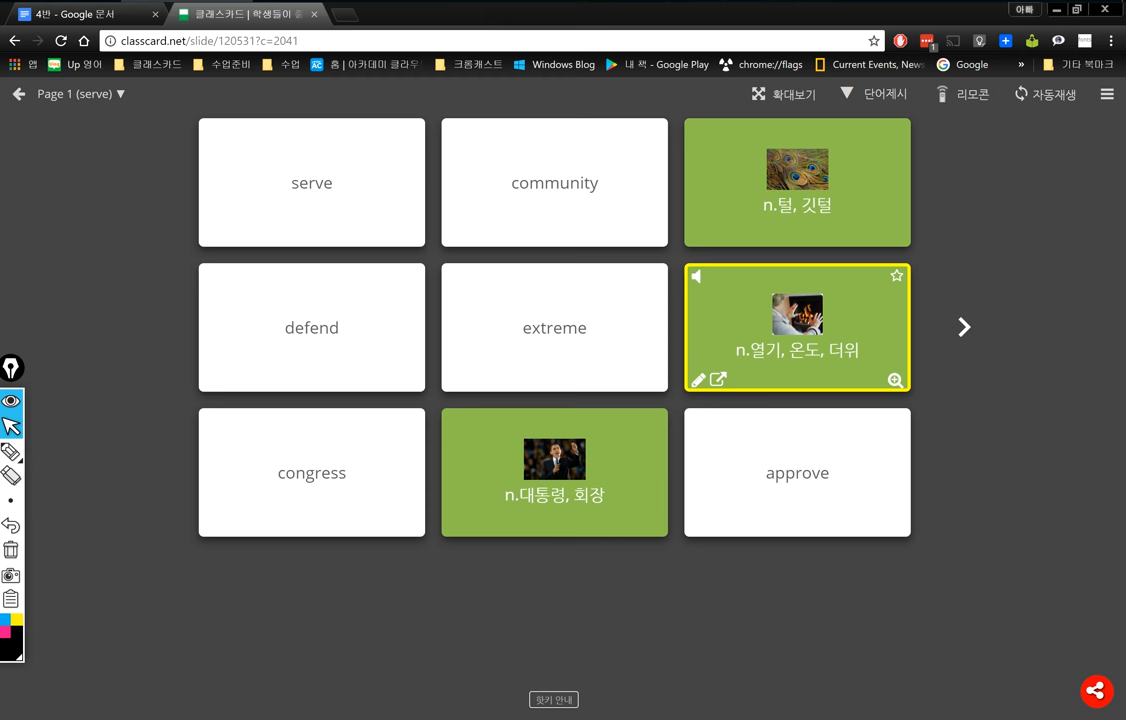 4반 - Google 문서
클래스카드 | 학생들이 좋
아빠
classcard.net/slide/120531?c=2041
앱
Up 영어
클래스카드
수업준비
수업
홈 | 아카데미 클라우
크롬캐스트
Windows Blog
내 책 - Google Play
chrome://flags
Current Events, News
Google
»
기타 북마크
Page 1 (serve) ▼
확대보기
단어제시
리모콘
자동재생
serve
community
n.털, 깃털
defend
extreme
n.열기, 온도, 더위
congress
n.대통령, 회장
approve
핫키 안내